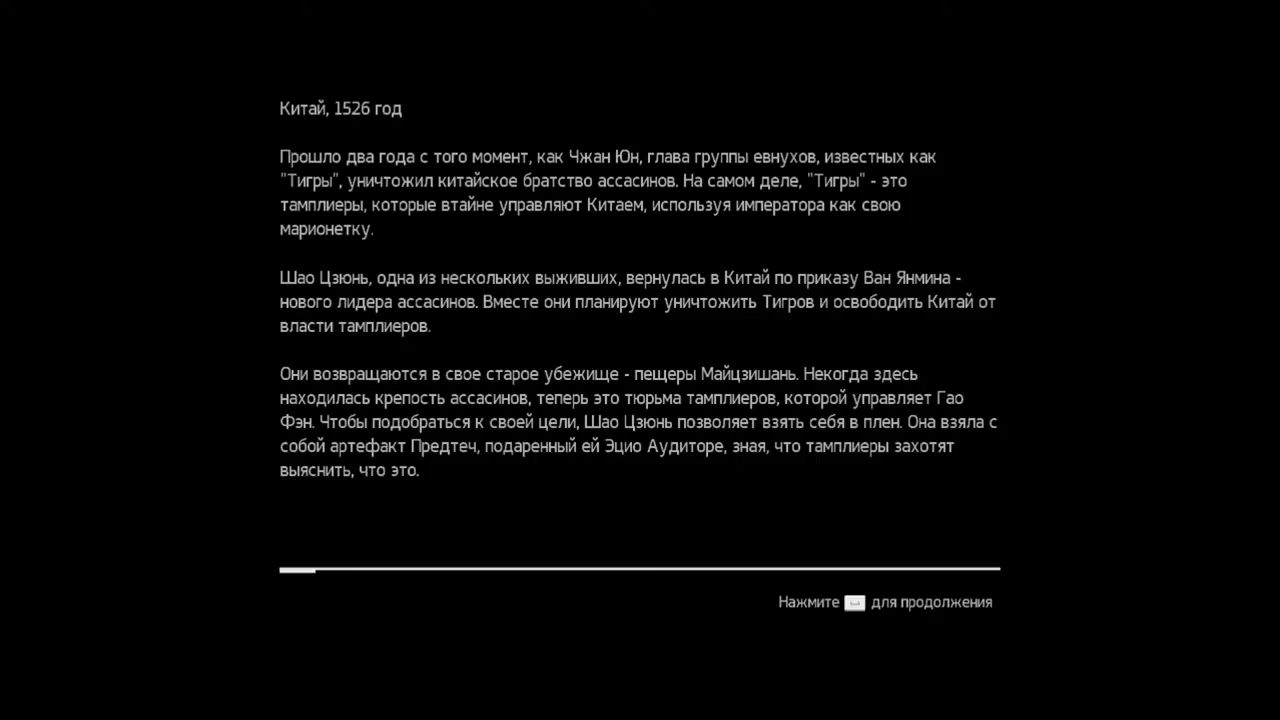 Китай, 1526 год
Прошло два года с того момент, как Чжан Юн, глава группы евнухов, известных как
"Тигры", уничтожил китайское братство ассасинов. На самом деле, "Тигры" - это
тамплиеры, которые втайне управляют Китаем, используя императора как свою
марионетку.
Шао Цзюнь, одна из нескольких выживших, вернулась в Китай по приказу Ван Янмина -
нового лидера ассасинов. Вместе они планируют уничтожить Тигров и освободить Китай от
власти тамплиеров.
Они возвращаются в свое старое убежище - пещеры Майцзишань. Некогда здесь
находилась крепость ассасинов, теперь это тюрьма тамплиеров, которой управляет Гао
Фэн. Чтобы подобраться к своей цели, Шао Цзюнь позволяет взять себя в плен. Она взяла с
собой артефакт Предтеч, подаренный ей Эцио Аудиторе, зная, что тамплиеры захотят
выяснить, что это.
Нажмите для продолжения